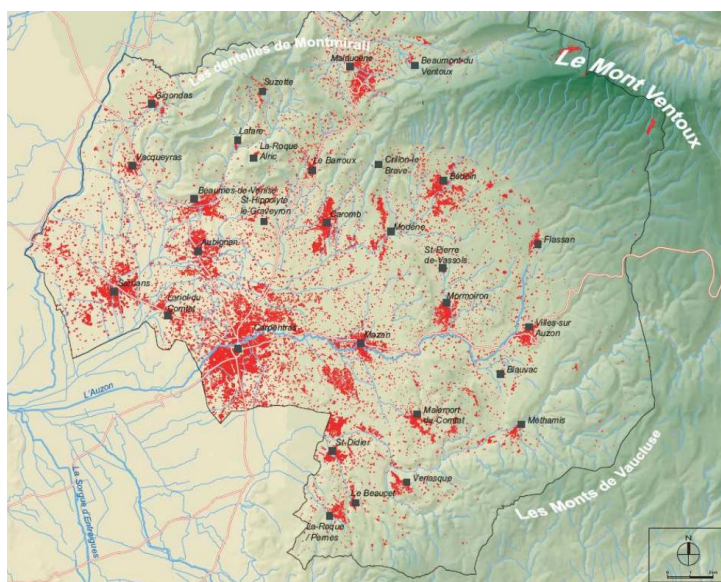 Les dentelles de Montmirail
Malaucène
Beaumont-du
Ventoux
Le Mont Ventoux
Suzette
Gigondas
Lafare
La-Roque
Alric
Vacqueyras
Le Barroux
Crillon-le
Brave
Bédoin
Beaumes-de-Venise
St-Hippolyte
le-Graveyron
Caromb
Modène
Aubignan
Flassan
St-Pierre
de-Vassols
Sarrians
Loriol-du
Comtat
Mormoiron
Carpentras
Mazan
Villes-sur
Auzon
Blauvac
L'Auzon
Malemort
du-Comtat
Méthamis
St-Didier
Les Monts de Vaucluse
La Sorgue d'Entraigues
Venasque
Le Beaucet
La-Roque
/ Pernes
N